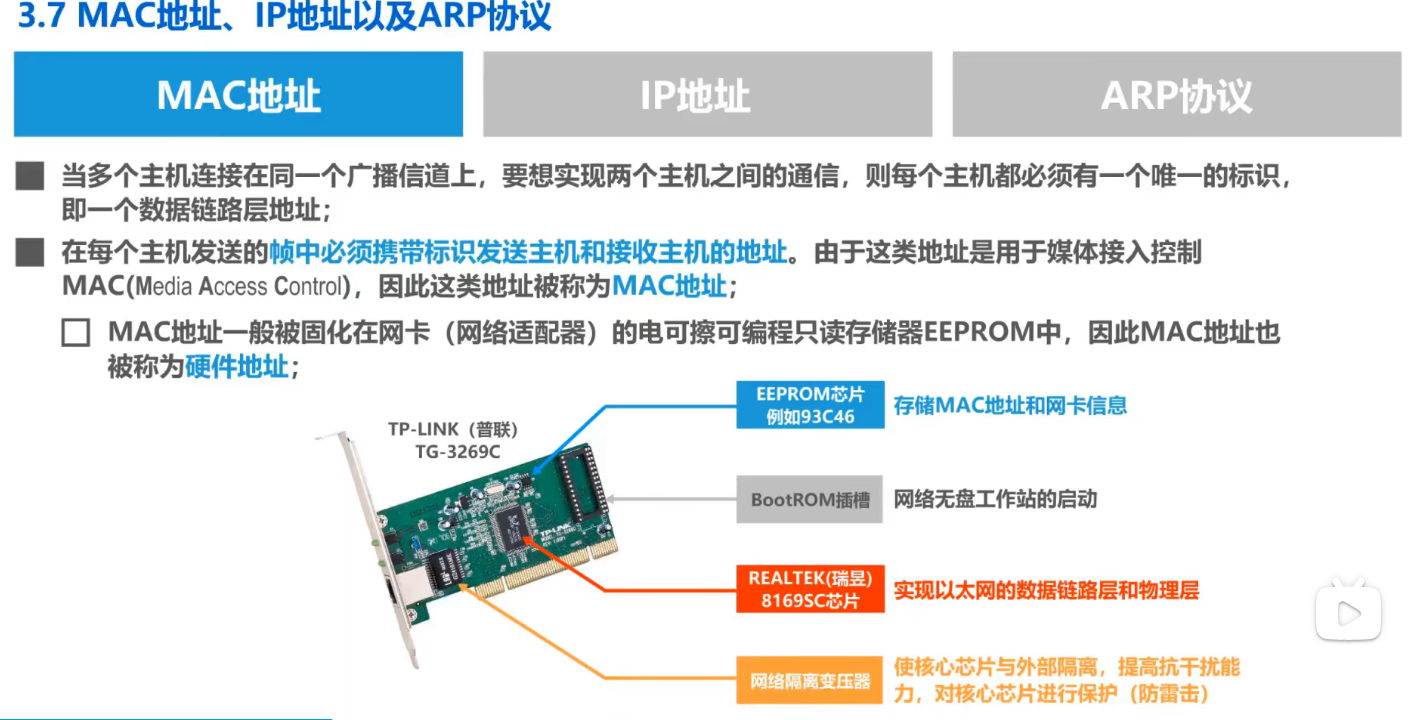 3.7 MAC地址、IP地址以及ARP协议
MAC地址
IP地址
ARP协议
当多个主机连接在同一个广播信道上，要想实现两个主机之间的通信，则每个主机都必须有一个唯一的标识，
即一个数据链路层地址；
在每个主机发送的帧中必须携带标识发送主机和接收主机的地址。由于这类地址是用于媒体接入控制
MAC(Media Access Control)，因此这类地址被称为MAC地址；
MAC地址一般被固化在网卡（网络适配器）的电可擦可编程只读存储器EEPROM中，因此MAC地址也
被称为硬件地址；
TP-LINK（普联）
TG-3269C
EEPROM芯片
例如93C46
存储MAC地址和网卡信息
BootROM插槽
网络无盘工作站的启动
REALTEK(瑞昱)
8169SC芯片
实现以太网的数据链路层和物理层
网络隔离变压器
使核心芯片与外部隔离，提高抗干扰能
力，对核心芯片进行保护（防雷击）
TP-LINK